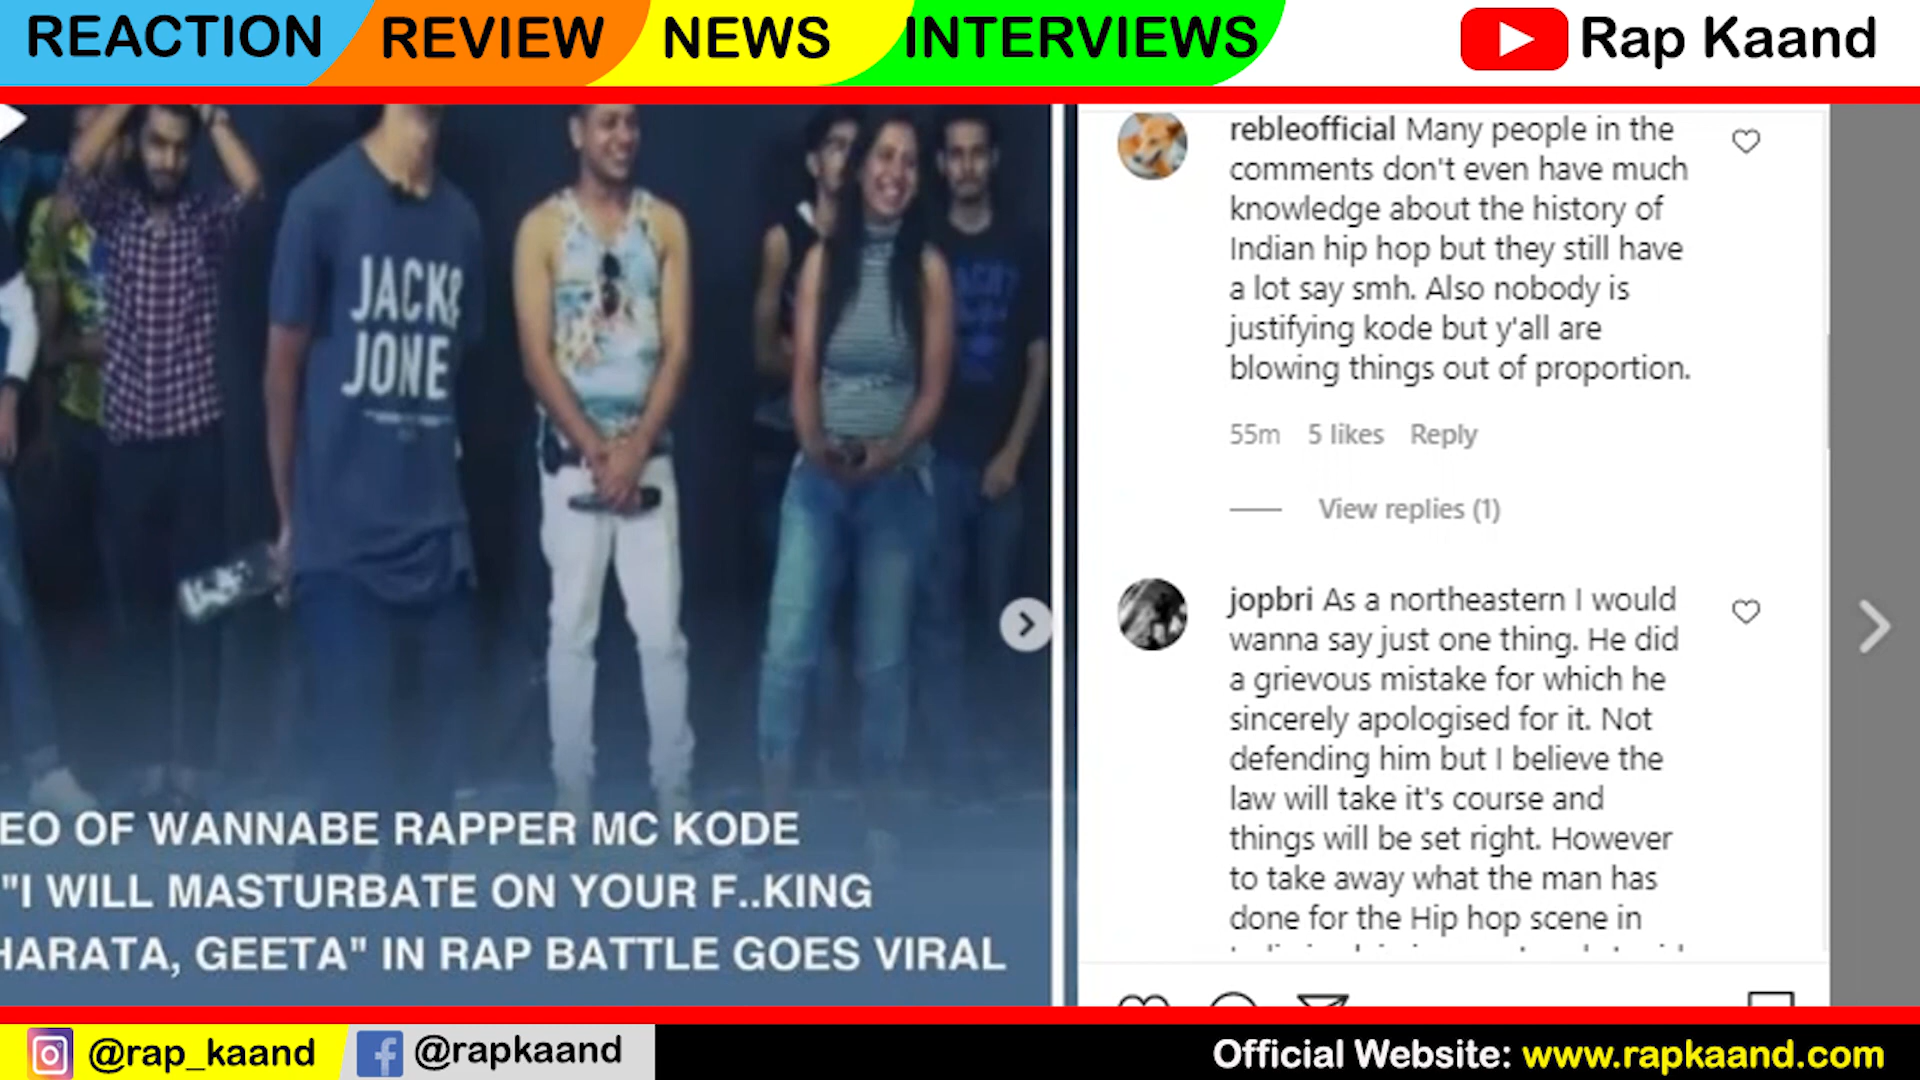 REACTION REVIEW NEWS INTERVIEWS Rap Kaand
JACK&
JONE
EO OF WANNABE RAPPER MC KODE
"I WILL MASTURBATE ON YOUR F..KING
HARATA, GEETA" IN RAP BATTLE GOES VIRAL
rebleofficial Many people in the
comments don't even have much
knowledge about the history of
Indian hip hop but they still have
a lot say smh. Also nobody is
justifying kode but y'all are
blowing things out of proportion.
55m 5 likes Reply
View replies (1)
jopbri As a northeastern I would
wanna say just one thing. He did
a grievous mistake for which he
sincerely apologised for it. Not
defending him but I believe the
law will take it's course and
things will be set right. However
to take away what the man has
done for the Hip hop scene in
@rap_kaand @rapkaand Official Website: www.rapkaand.com